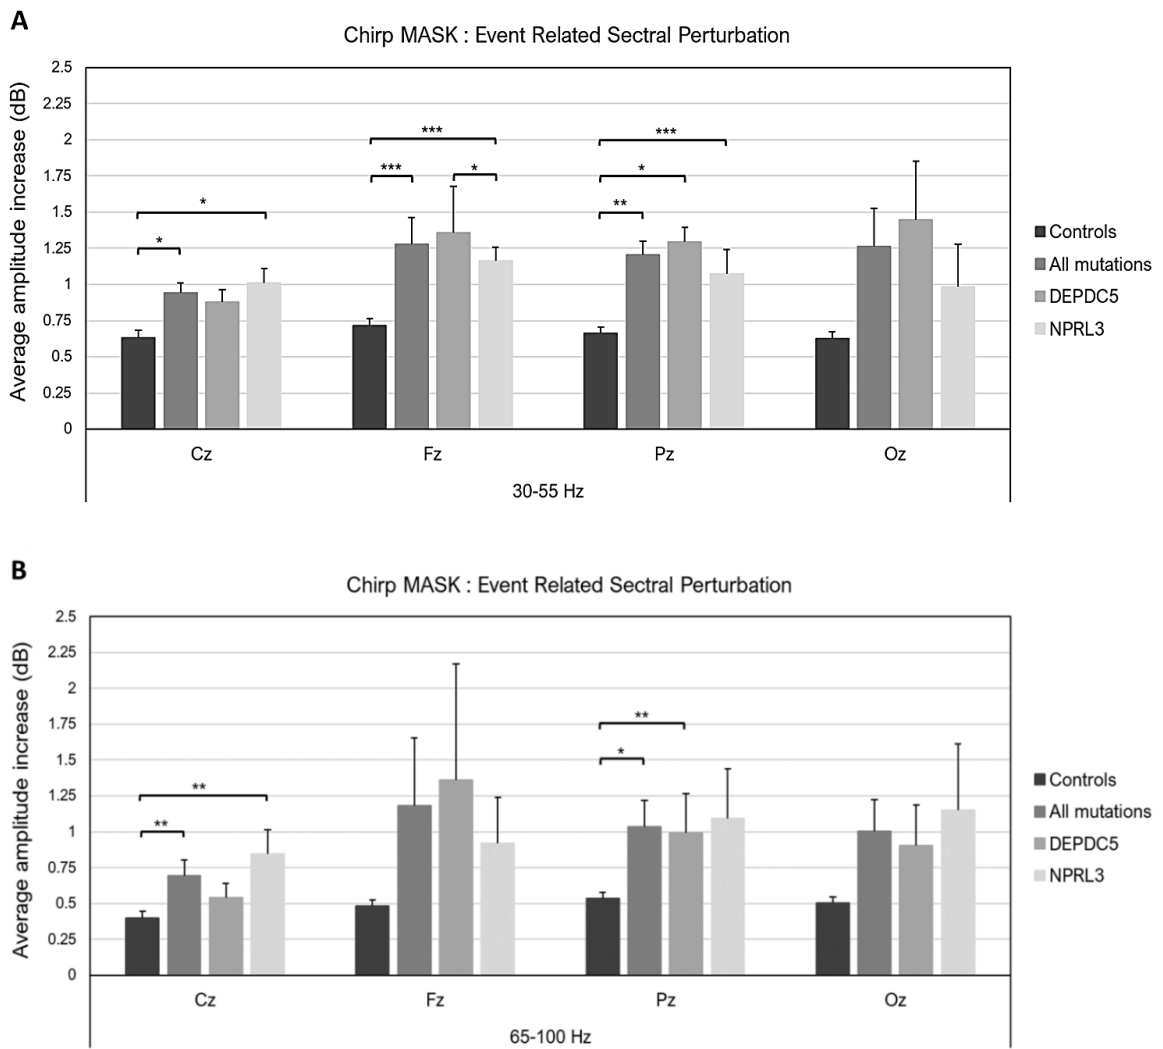 A
Chirp MASK : Event Related Sectral Perturbation
Average amplitude increase (dB)
2.5
2.25
2
1.75
1.5
1.25
1
0.75
0.5
0.25
0
* *
*** *** *
*** * **
Cz Fz Pz Oz
30-55 Hz
Controls
All mutations
DEPDC5
NPRL3
B
Chirp MASK : Event Related Sectral Perturbation
Average amplitude increase (dB)
2.5
2.25
2
1.75
1.5
1.25
1
0.75
0.5
0.25
0
** **
** *
Cz Fz Pz Oz
65-100 Hz
Controls
All mutations
DEPDC5
NPRL3